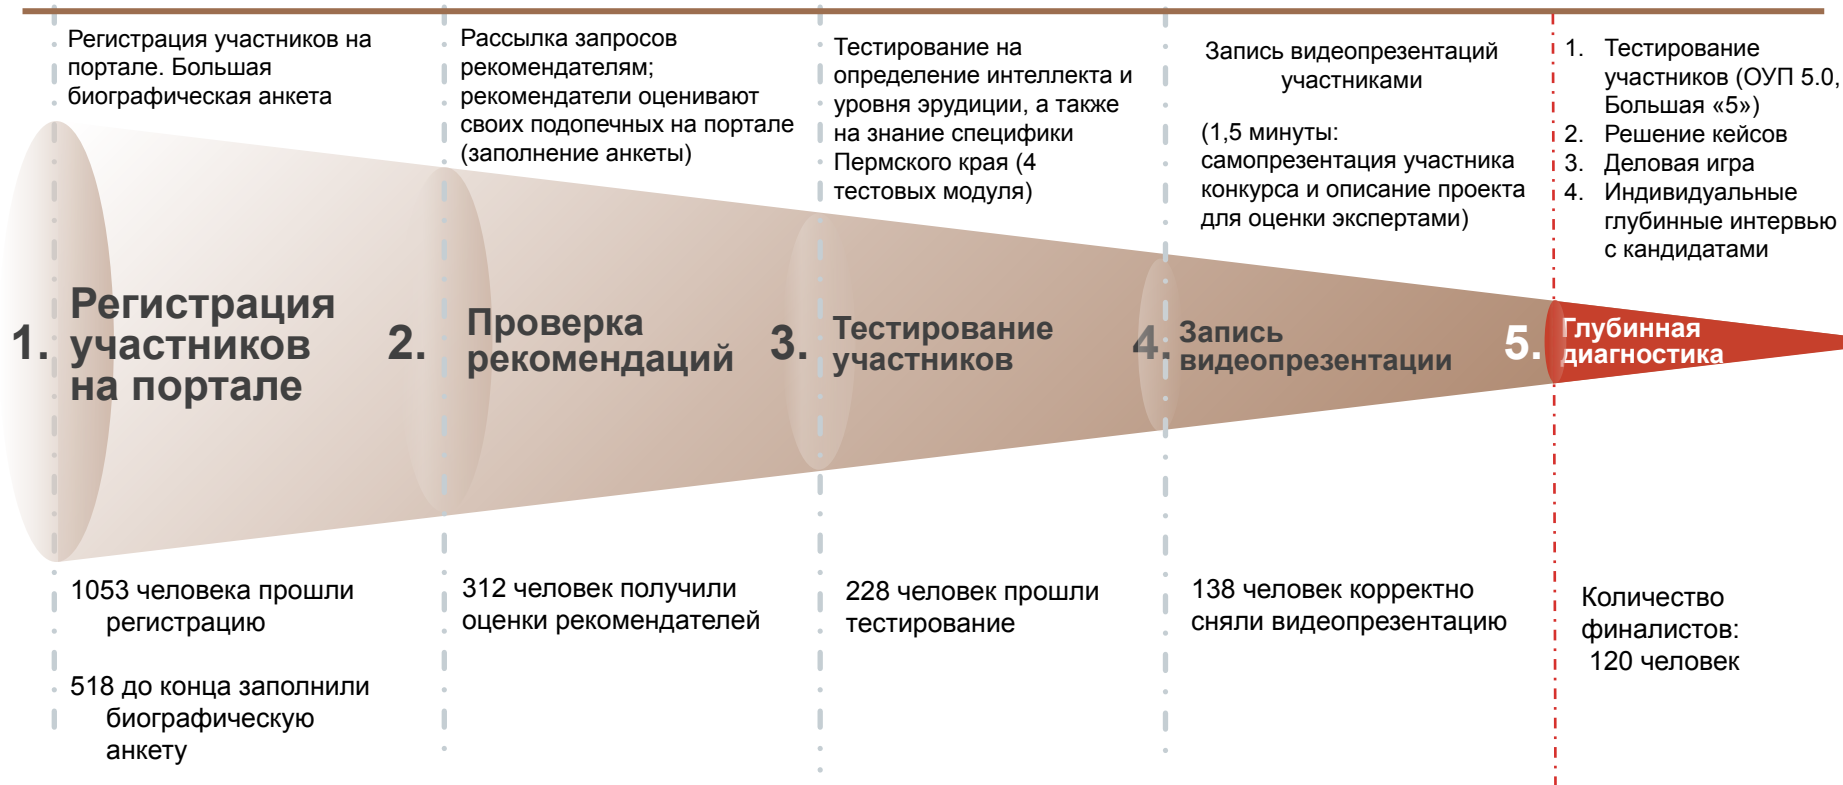 Регистрация участников на
портале. Большая
биографическая анкета
Рассылка запросов
рекомендателям;
рекомендатели оценивают
своих подопечных на портале
(заполнение анкеты)
Тестирование на
определение интеллекта и
уровня эрудиции, а также
на знание специфики
Пермского края (4
тестовых модуля)
Запись видеопрезентаций
участниками
(1,5 минуты:
самопрезентация участника
конкурса и описание проекта
для оценки экспертами)
1. Тестирование
участников (ОУП 5.0,
Большая «5»)
2. Решение кейсов
3. Деловая игра
4. Индивидуальные
глубинные интервью
с кандидатами
1. Регистрация
участников
на портале
2. Проверка
рекомендаций
3. Тестирование
участников
4. Запись
видеопрезентации
5. Глубинная
диагностика
1053 человека прошли
регистрацию
518 до конца заполнили
биографическую
анкету
312 человек получили
оценки рекомендателей
228 человек прошли
тестирование
138 человек корректно
сняли видеопрезентацию
Количество
финалистов:
120 человек